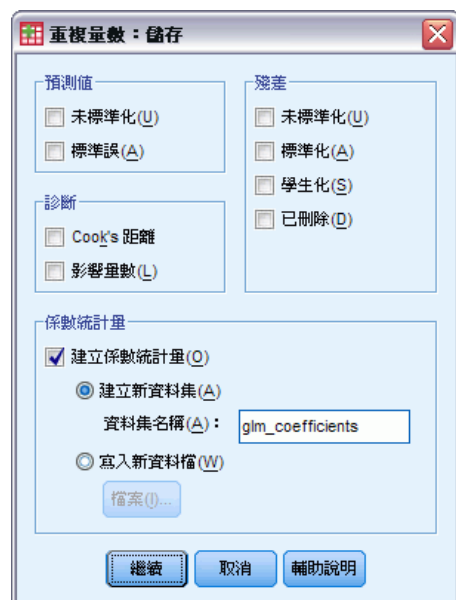 重複量數：儲存
預測值
未標準化(U)
標準誤(A)
診斷
Cook's 距離
影響量數(L)
殘差
未標準化(U)
標準化(A)
學生化(S)
已刪除(D)
係數統計量
建立係數統計量(O)
建立新資料集(A)
資料集名稱(A)：
glm_coefficients
寫入新資料檔(W)
檔案(I)...
繼續
取消
輔助說明